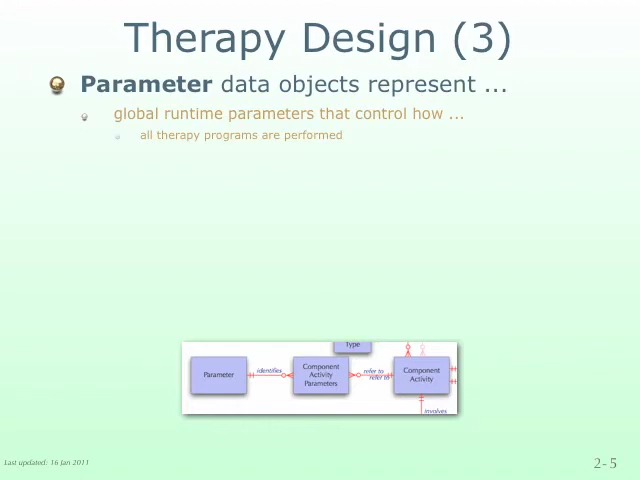 Therapy Design (3)
Parameter data objects represent ...
global runtime parameters that control how ...
all therapy programs are performed
Type
Parameter
identifies
Component
Activity
Parameters
refer to
refer to
Component
Activity
involves
Last updated: 16 Jan 2011
2- 5